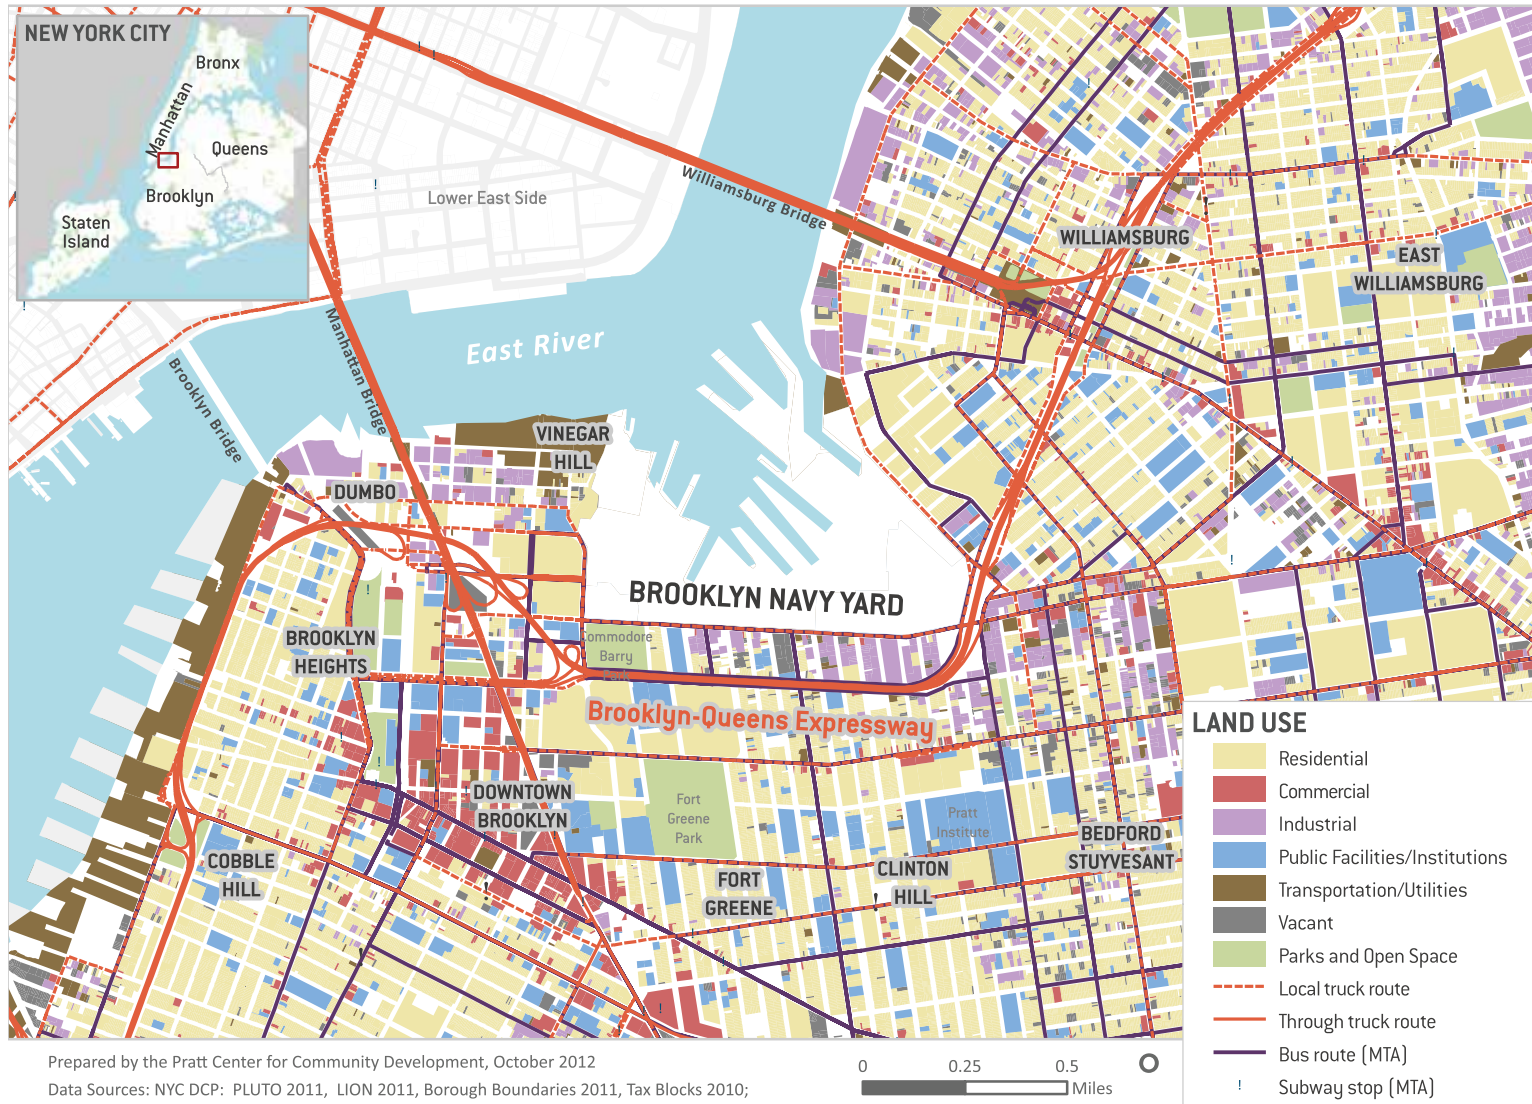 NEW YORK CITY
Bronx
Manhattan
Queens
Brooklyn
Staten
Island
Lower East Side
Williamsburg Bridge
WILLIAMSBURG
EAST
WILLIAMSBURG
East River
Manhattan Bridge
Brooklyn Bridge
VINEGAR
HILL
DUMBO
BROOKLYN NAVY YARD
BROOKLYN
HEIGHTS
Commodore
Barry
Park
Brooklyn-Queens Expressway
DOWNTOWN
BROOKLYN
Fort
Greene
Park
Pratt
Institute
COBBLE
HILL
FORT
GREENE
CLINTON
HILL
BEDFORD
STUYVESANT
LAND USE
Residential
Commercial
Industrial
Public Facilities/Institutions
Transportation/Utilities
Vacant
Parks and Open Space
Local truck route
Through truck route
Bus route (MTA)
! Subway stop (MTA)
Prepared by the Pratt Center for Community Development, October 2012
Data Sources: NYC DCP: PLUTO 2011, LION 2011, Borough Boundaries 2011, Tax Blocks 2010;
0 0.25 0.5
Miles